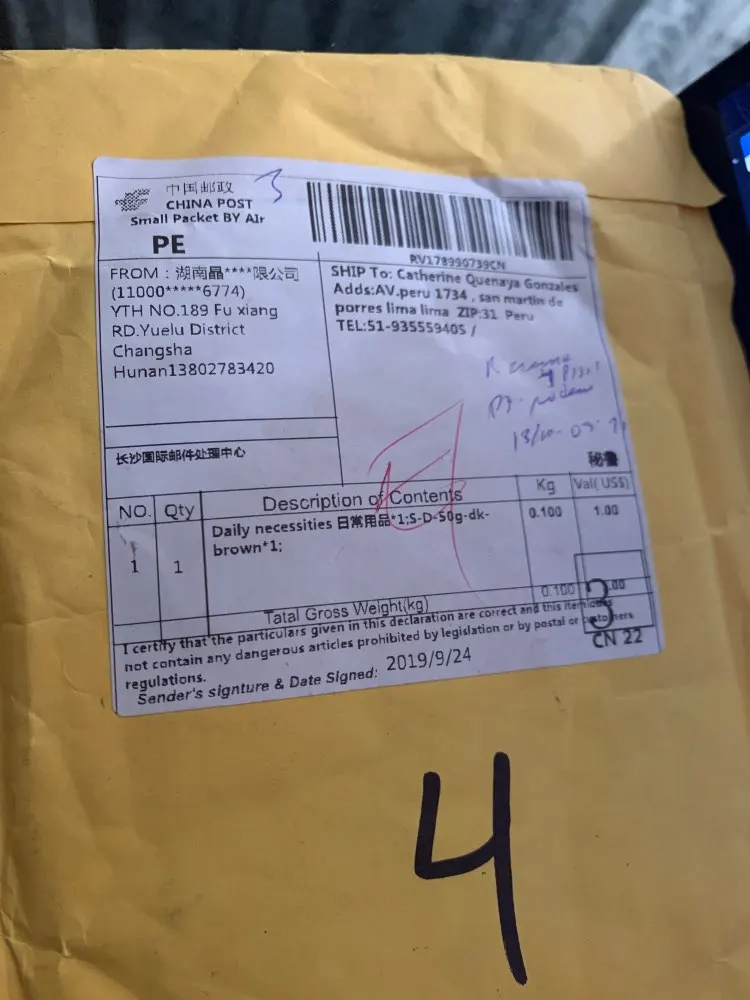 中国邮政
CHINA POST
Small Packet BY Air
3
PE
RV178990739CN
FROM：湖南晶****限公司
(11000*****6774)
YTH NO.189 Fu xiang
RD.Yuelu District
Changsha
Hunan13802783420
SHIP To: Catherine Quenaya Gonzales
Adds:AV.peru 1734 , san martin de
porres lima lima ZIP:31 Peru
TEL:51-935559405 /
长沙国际邮件处理中心
秘鲁
NO. Qty Description of Contents Kg Val( US$)
1 1 Daily necessities 日常用品*1;S-D-50g-dk- 0.100 1.00
brown*1;
Tatal Gross Weight(kg) 0.100 .00
3
I certify that the particulars given in this declaration are correct and this item does
not contain any dangerous articles prohibited by legislation or by postal or customers
regulations.
Sender's signture & Date Signed: 2019/9/24
CN 22
4